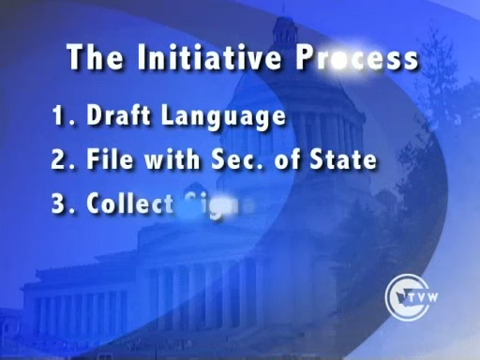 The Initiative Process
1. Draft Language
2. File with Sec. of State
3. Collect
TVW